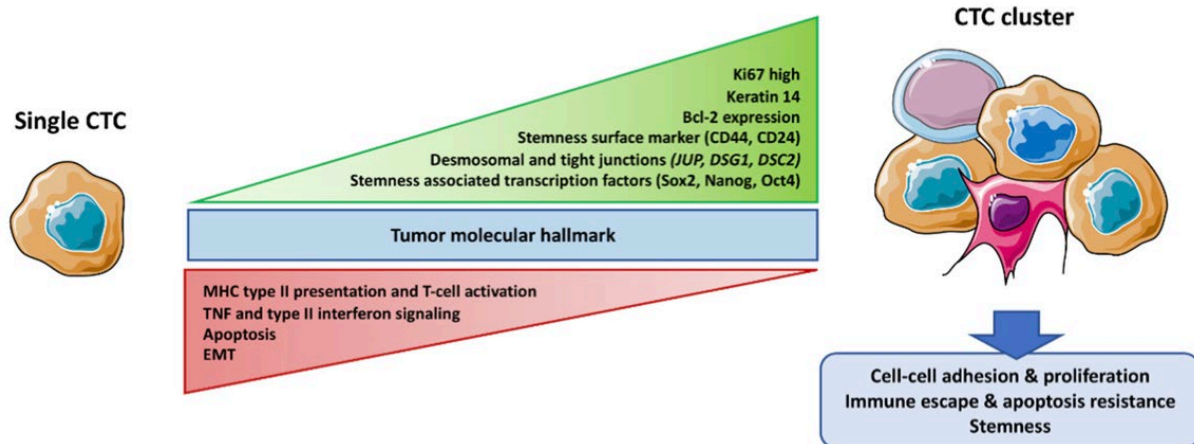 CTC cluster
Single CTC
Ki67 high
Keratin 14
Bcl-2 expression
Stemness surface marker (CD44, CD24)
Desmosomal and tight junctions (JUP, DSG1, DSC2)
Stemness associated transcription factors (Sox2, Nanog, Oct4)
Tumor molecular hallmark
MHC type II presentation and T-cell activation
TNF and type II interferon signaling
Apoptosis
EMT
Cell-cell adhesion & proliferation
Immune escape & apoptosis resistance
Stemness